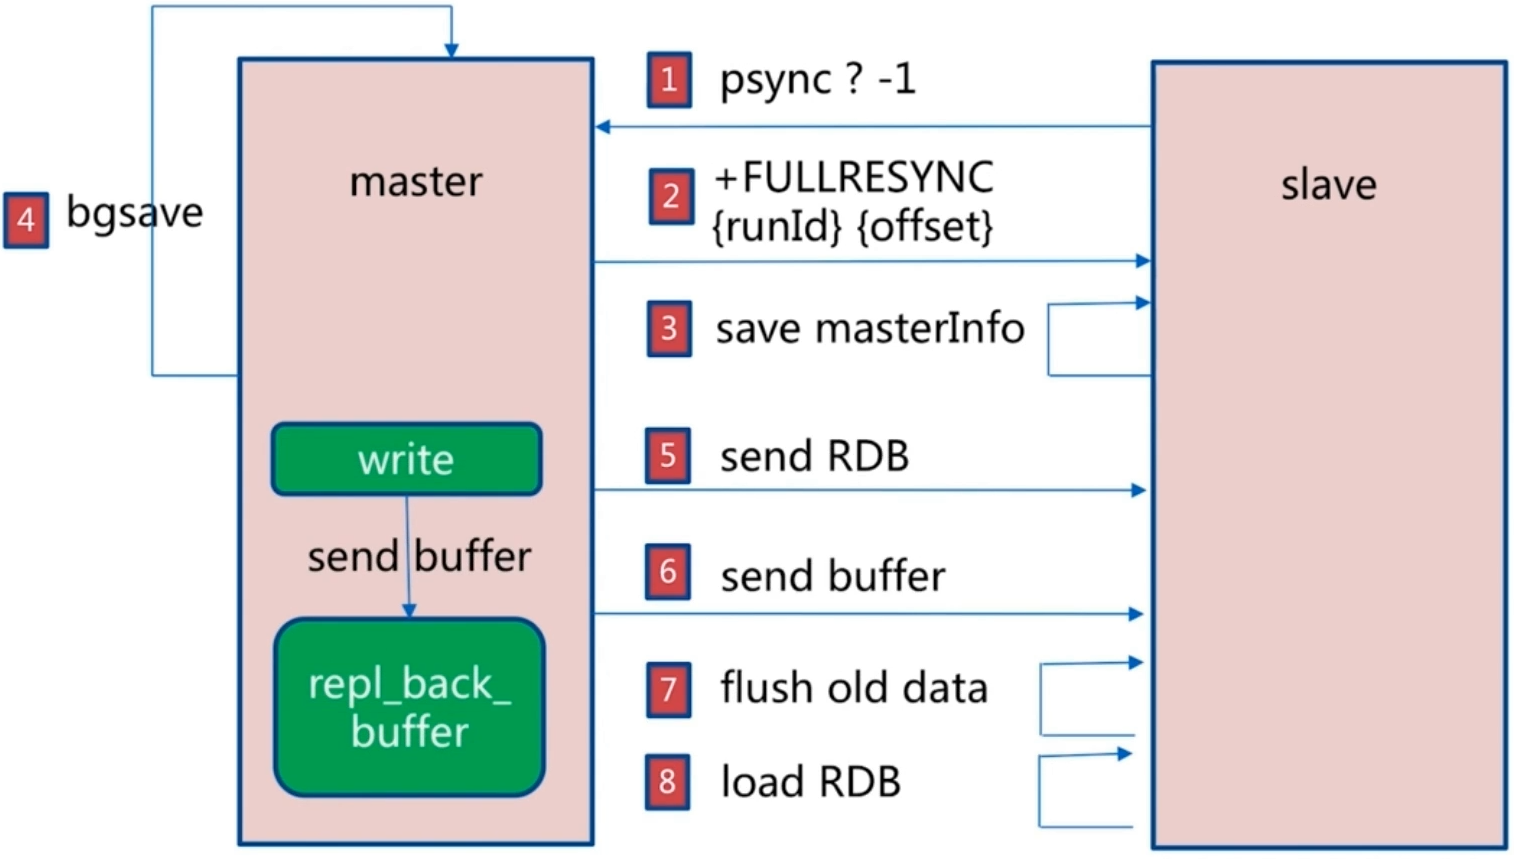 1 psync ? -1
master
slave
2 +FULLRESYNC
{runId} {offset}
4 bgsave
3 save masterInfo
write
5 send RDB
send buffer
6 send buffer
repl_back_
buffer
7 flush old data
8 load RDB